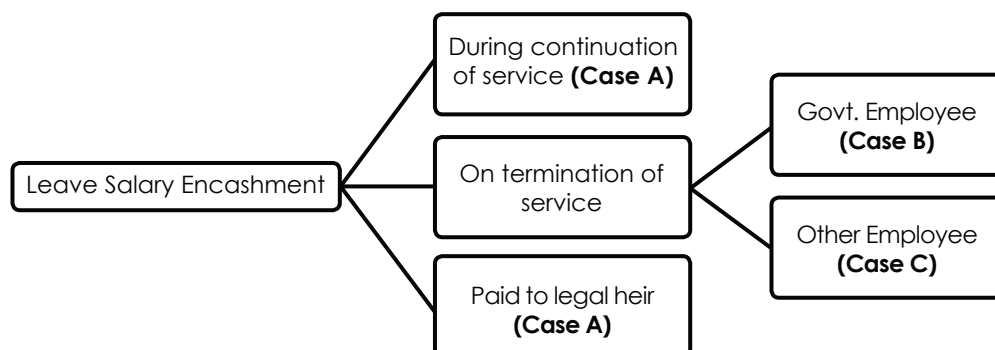 During continuation
of service (Case A)
Govt. Employee
(Case B)
Leave Salary Encashment
On termination of
service
Other Employee
(Case C)
Paid to legal heir
(Case A)